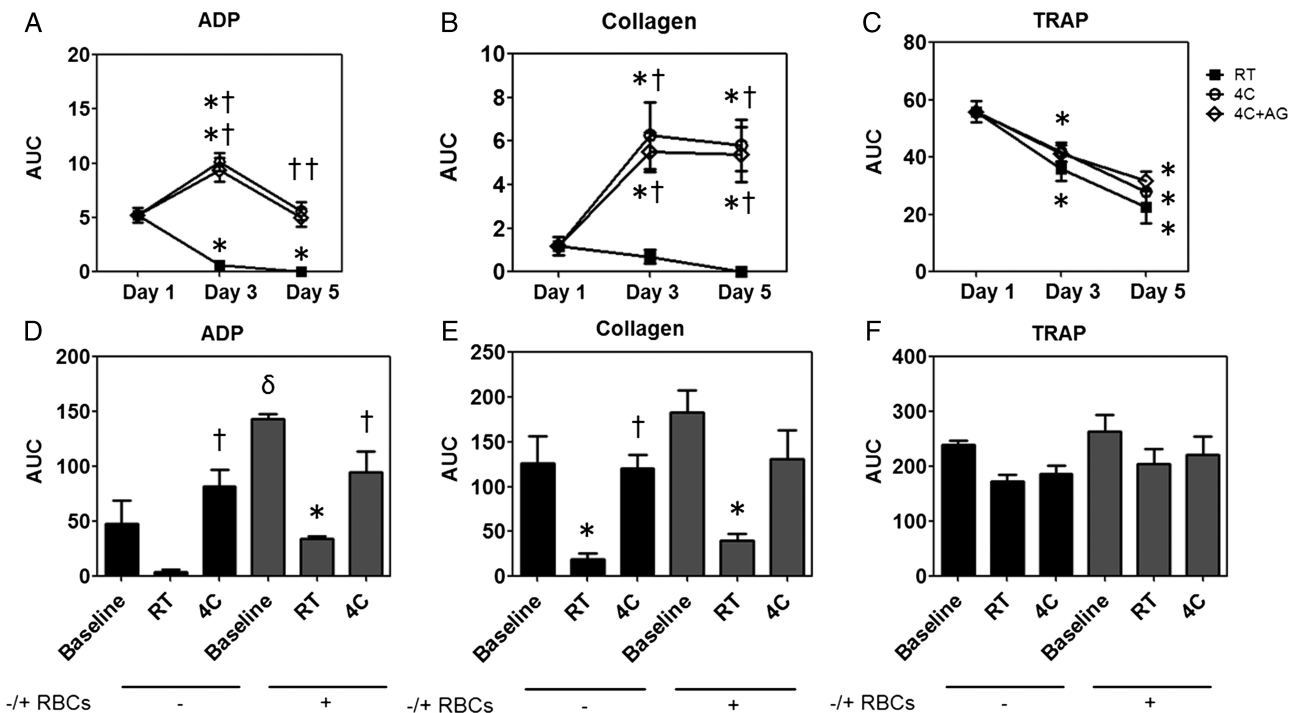 A
ADP
AUC
20
15
10
5
0
*†
*†
††
*
*
Day 1
Day 3
Day 5
B
Collagen
AUC
10
8
6
4
2
0
*†
*†
*†
*†
Day 1
Day 3
Day 5
C
TRAP
AUC
80
60
40
20
0
*
*
*
*
*
Day 1
Day 3
Day 5
RT
4C
4C+AG
D
ADP
AUC
200
150
100
50
0
†
δ
*
†
Baseline
RT
4C
Baseline
RT
4C
-/+ RBCs
-
+
E
Collagen
AUC
250
200
150
100
50
0
*
†
*
Baseline
RT
4C
Baseline
RT
4C
-/+ RBCs
-
+
F
TRAP
AUC
400
300
200
100
0
Baseline
RT
4C
Baseline
RT
4C
-/+ RBCs
-
+